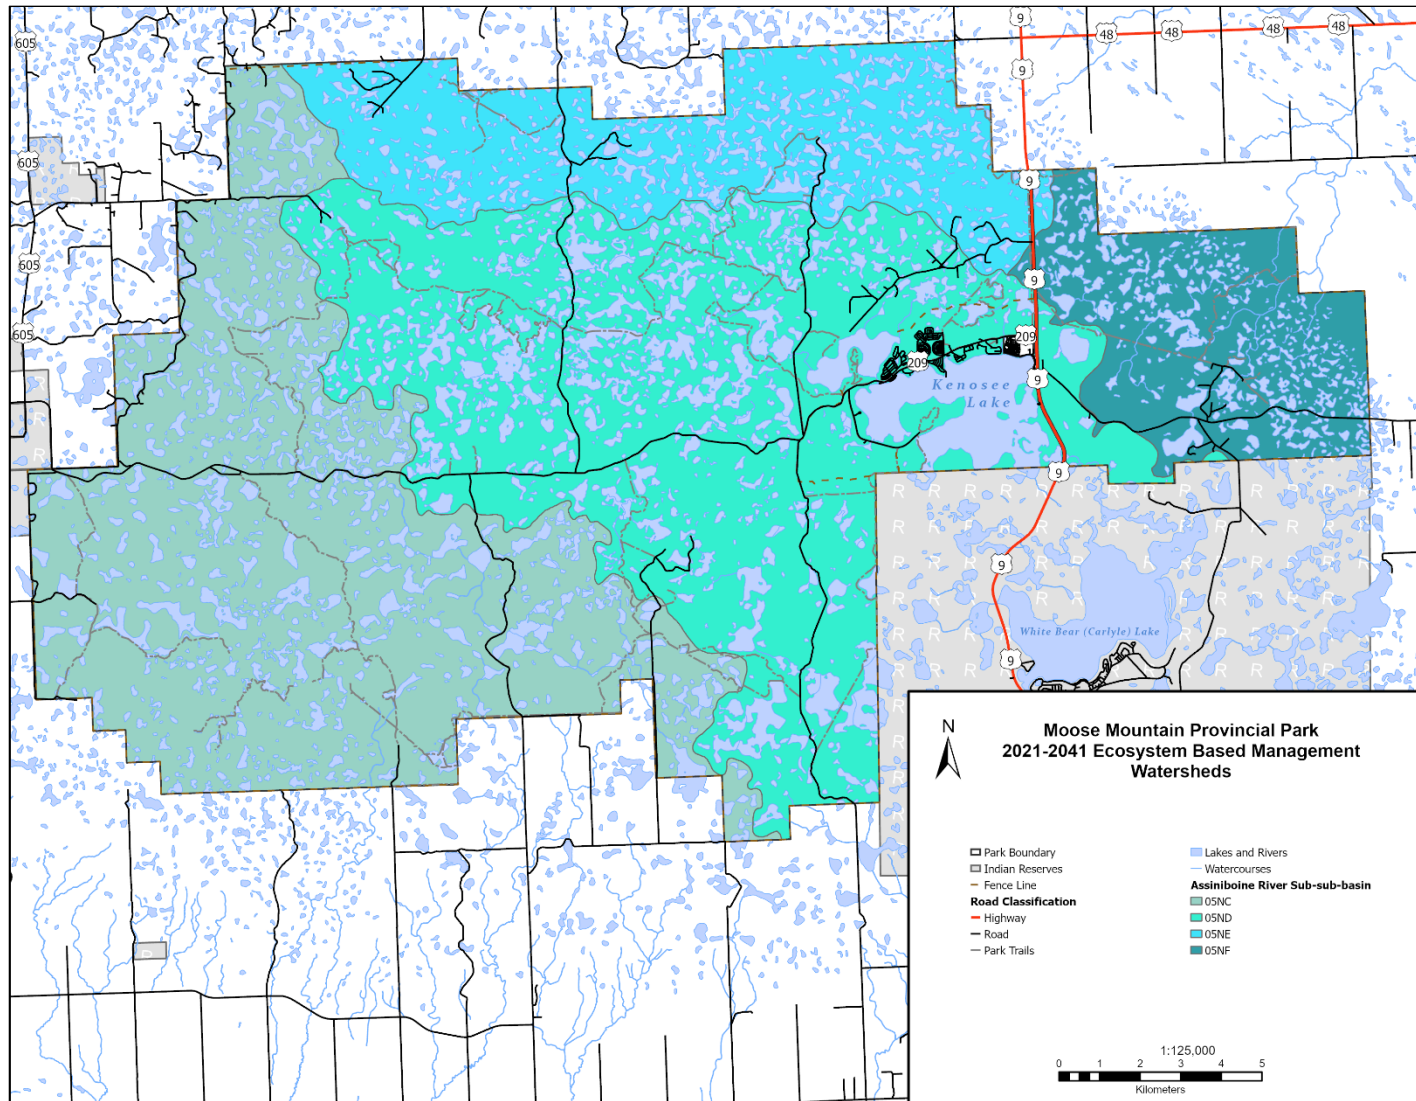 9
48
48
48
48
605
9
605
R
9
605
9
605
209
209
9
Kenosee
Lake
R
R
9
R R R R R R R R R R R
R R R R R
9
White Bear (Carlyle) Lake
9
R
N
Moose Mountain Provincial Park
2021-2041 Ecosystem Based Management
Watersheds
Park Boundary
Indian Reserves
Fence Line
Road Classification
Highway
Road
Park Trails
Lakes and Rivers
Watercourses
Assiniboine River Sub-sub-basin
05NC
05ND
05NE
05NF
1:125,000
0 1 2 3 4 5
Kilometers